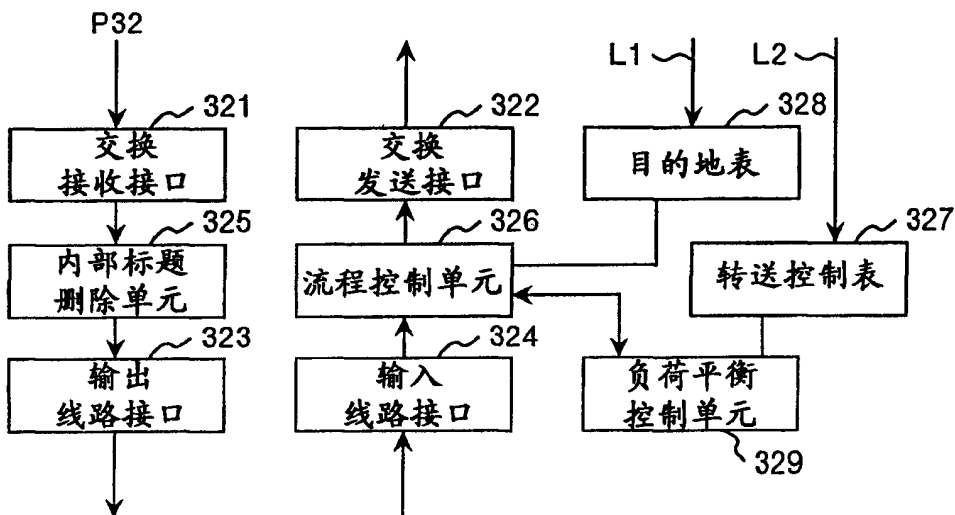 P32
L1
L2
321
322
328
交换
接收接口
交换
发送接口
目的地表
325
326
327
内部标题
删除单元
流程控制单元
转送控制表
323
324
输出
线路接口
输入
线路接口
负荷平衡
控制单元
329